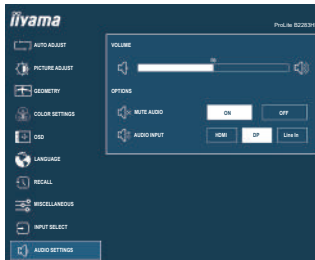 iiyama
ProLite B2283H
AUTO ADJUST
PICTURE ADJUST
GEOMETRY
COLOR SETTINGS
OSD
LANGUAGE
RECALL
MISCELLANEOUS
INPUT SELECT
AUDIO SETTINGS
VOLUME
OPTIONS
MUTE AUDIO ON OFF
AUDIO INPUT HDMI DP Line In